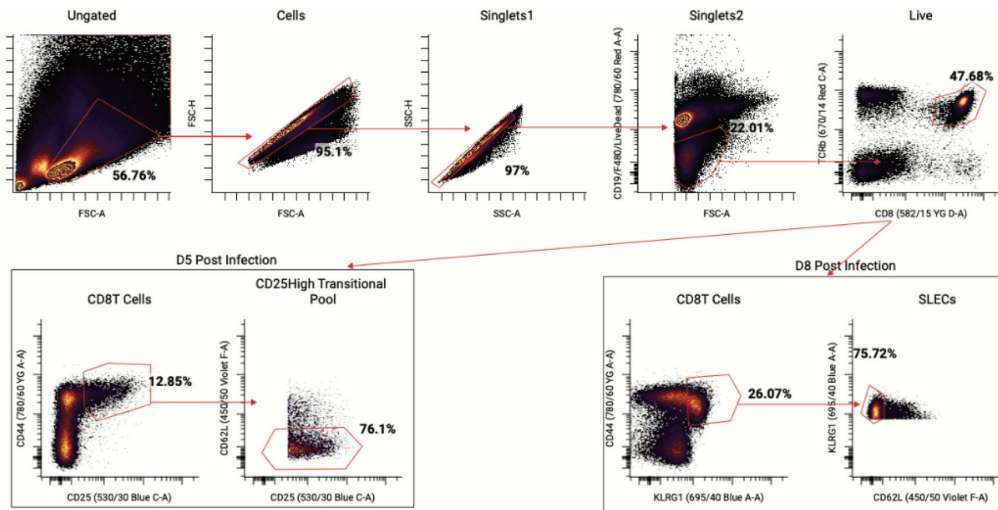 Ungated
Cells
Singlets1
Singlets2
Live
FSC-H
SSC-H
CD19/F480/LiveDead (780/60 Red A-A)
TCRb (670/14 Red C-A)
56.76%
95.1%
97%
22.01%
47.68%
FSC-A
FSC-A
SSC-A
FSC-A
CD8 (582/15 YG D-A)
D5 Post Infection
D8 Post Infection
CD8T Cells
CD25High Transitional
Pool
CD8T Cells
SLECs
CD44 (780/60 YG A-A)
12.85%
CD62L (450/50 Violet F-A)
76.1%
CD44 (780/60 YG A-A)
26.07%
KLRG1 (695/40 Blue A-A)
75.72%
CD25 (530/30 Blue C-A)
CD25 (530/30 Blue C-A)
KLRG1 (695/40 Blue A-A)
CD62L (450/50 Violet F-A)